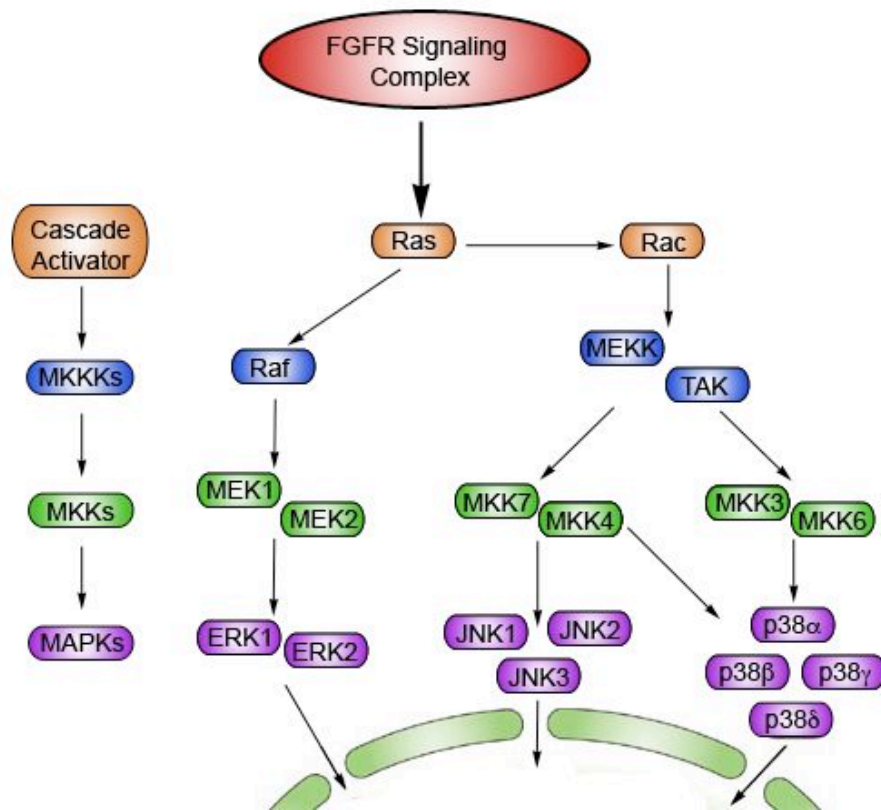 FGFR Signaling
Complex
Cascade
Activator
Ras
Rac
MKKKs
Raf
MEKK
TAK
MKKs
MEK1
MEK2
MKK7
MKK4
MKK3
MKK6
MAPKs
ERK1
ERK2
JNK1
JNK2
JNK3
p38α
p38β
p38γ
p38δ